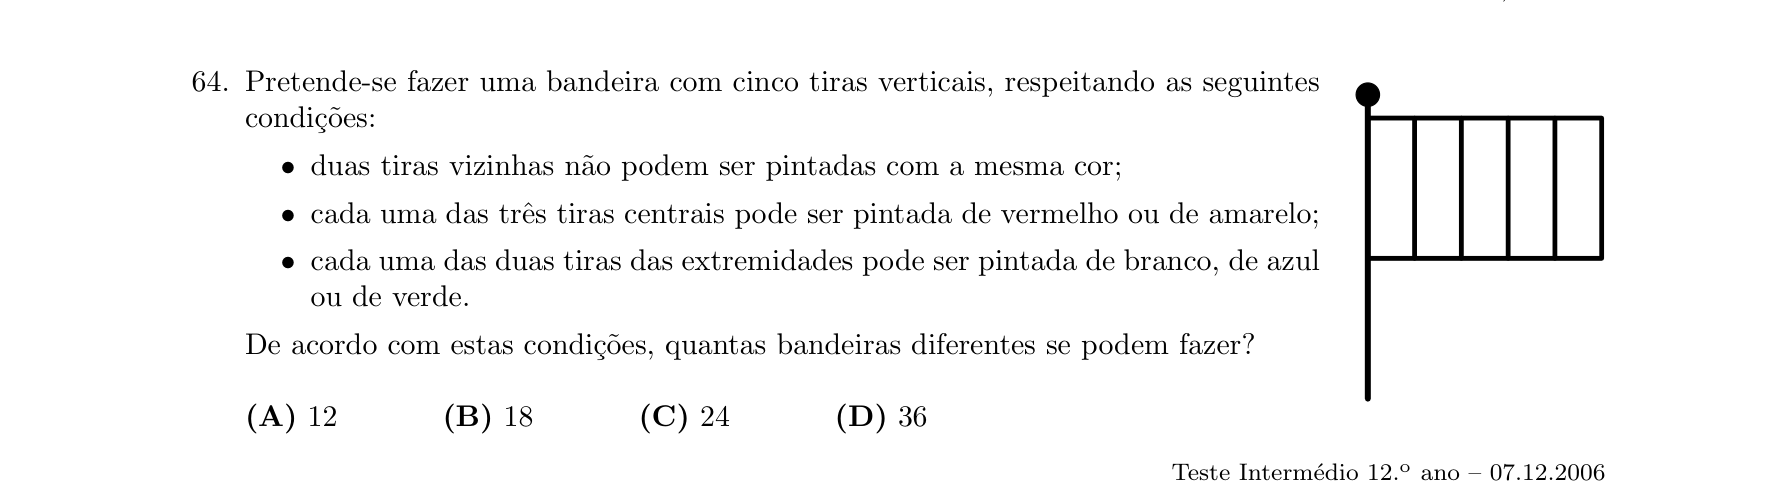 64. Pretende-se fazer uma bandeira com cinco tiras verticais, respeitando as seguintes
condições:
• duas tiras vizinhas não podem ser pintadas com a mesma cor;
• cada uma das três tiras centrais pode ser pintada de vermelho ou de amarelo;
• cada uma das duas tiras das extremidades pode ser pintada de branco, de azul
ou de verde.
De acordo com estas condições, quantas bandeiras diferentes se podem fazer?
(A) 12 (B) 18 (C) 24 (D) 36
Teste Intermédio 12.º ano – 07.12.2006